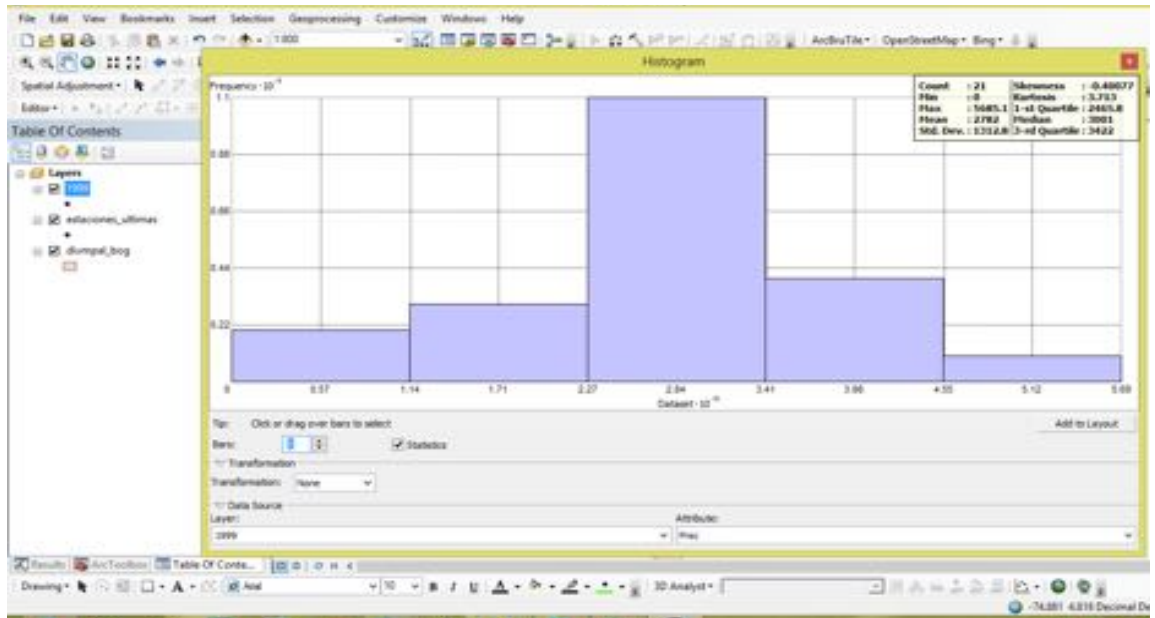 File Edit View Bookmarks Insert Selection Geoprocessing Customize Windows Help
1:000 ArcBruTile OpenStreetMap Bing
Histogram
Spatial Adjustment
Editor
Table Of Contents
Layers
1999
estaciones_ultimas
Frequency · 10
Count : 21 Skewness : -0.40077
Min : 0 Kurtosis : 3.713
Max : 5685.1 1-st Quartile : 2465.8
Mean : 2782 Median : 3001
Std. Dev. : 1312.8 3-rd Quartile : 3422
1.1
0.88
0.66
0.44
0.22
0 0.57 1.14 1.71 2.27 2.84 3.41 3.98 4.55 5.12 5.69
Dataset · 10
Tip: Click or drag over bars to select Add to Layout
Bars: Statistics
Transformation
Transformation: None
Data Source
Layer: Attribute:
1999 Prec
Results ArcToolbox Table Of Conte...
Drawing A Arial 10 B I U A 3D Analyst
4.816 Decimal De